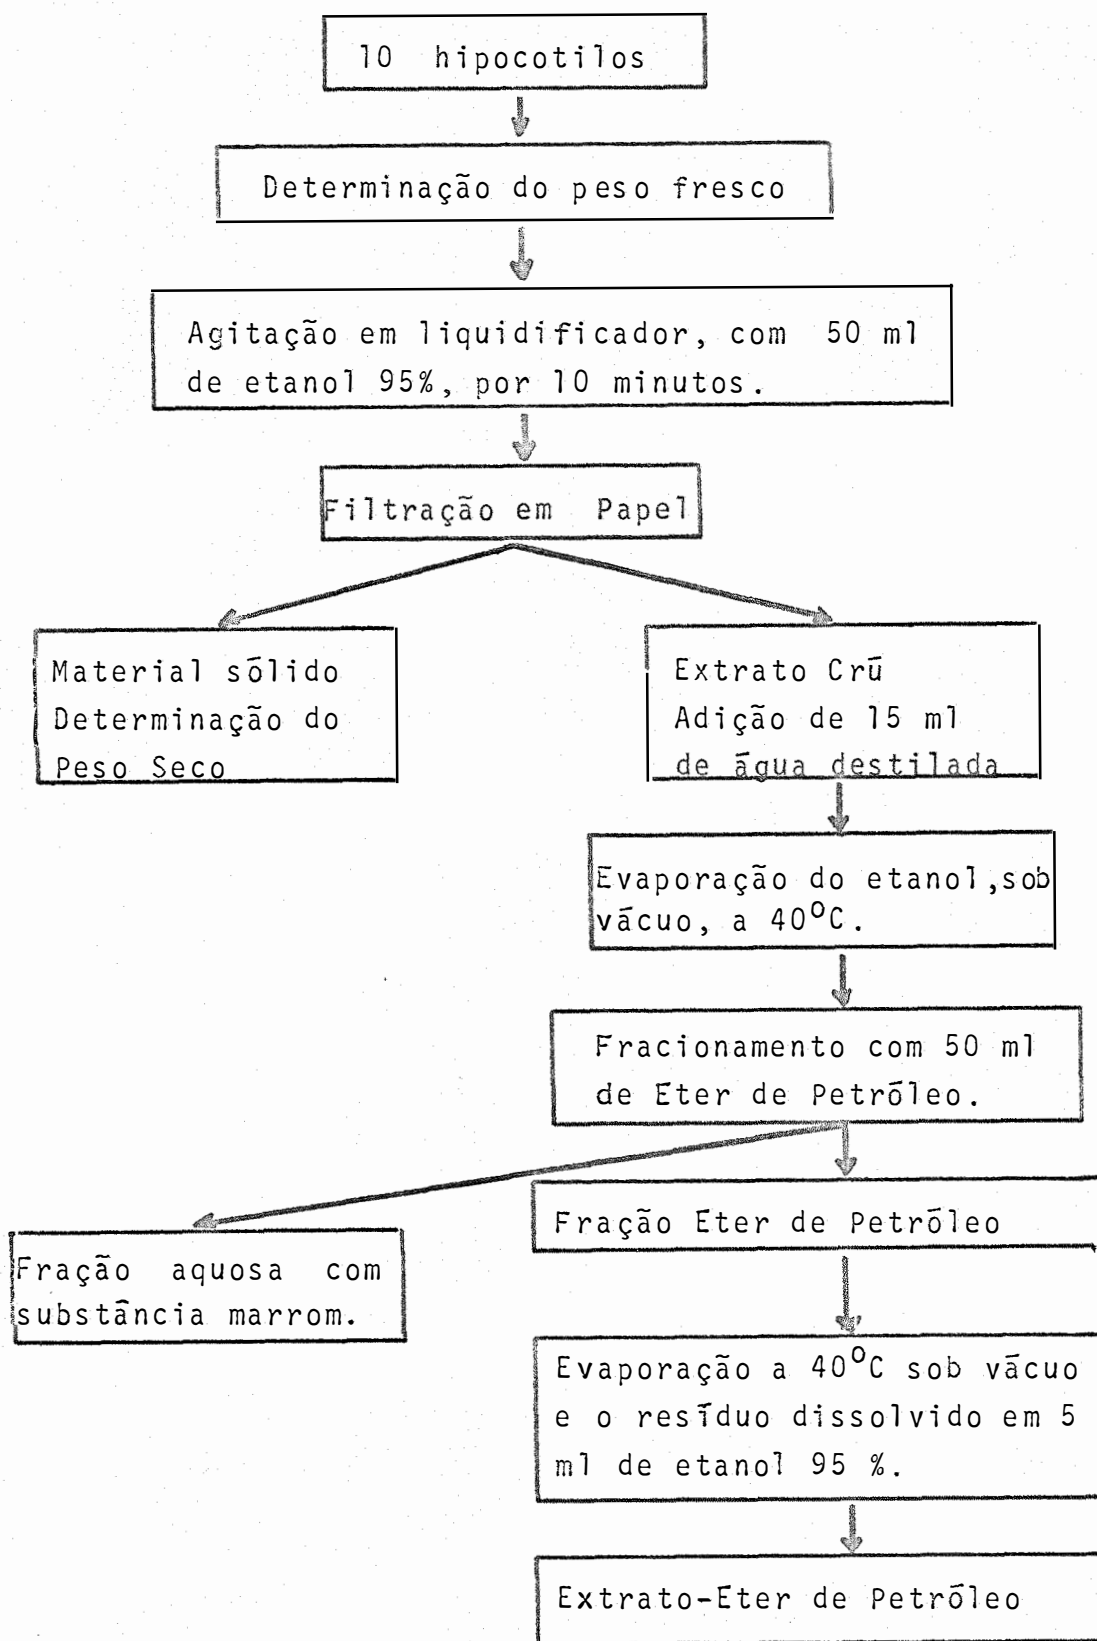 10 hipocotilos
Determinação do peso fresco
Agitação em liquidificador, com 50 ml
de etanol 95%, por 10 minutos.
Filtração em Papel
Material sólido
Determinação do
Peso Seco
Extrato Crú
Adição de 15 ml
de água destilada
Evaporação do etanol,sob
vácuo, a 40ºC.
Fracionamento com 50 ml
de Eter de Petróleo.
Fração Eter de Petróleo
Fração aquosa com
substância marrom.
Evaporação a 40ºC sob vácuo
e o resíduo dissolvido em 5
ml de etanol 95 %.
Extrato-Eter de Petróleo